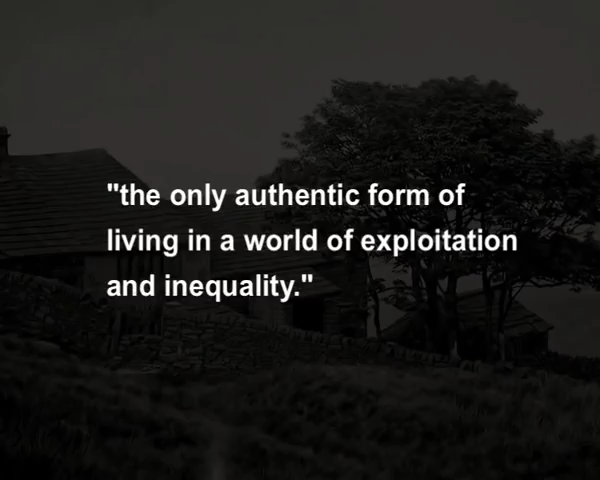 "the only authentic form of
living in a world of exploitation
and inequality."